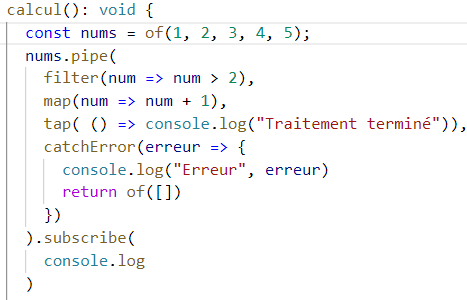 calcul(): void {
const nums = of(1, 2, 3, 4, 5);
nums.pipe(
filter(num => num > 2),
map(num => num + 1),
tap( () => console.log("Traitement terminé")),
catchError(erreur => {
console.log("Erreur", erreur)
return of([])
})
).subscribe(
console.log
)